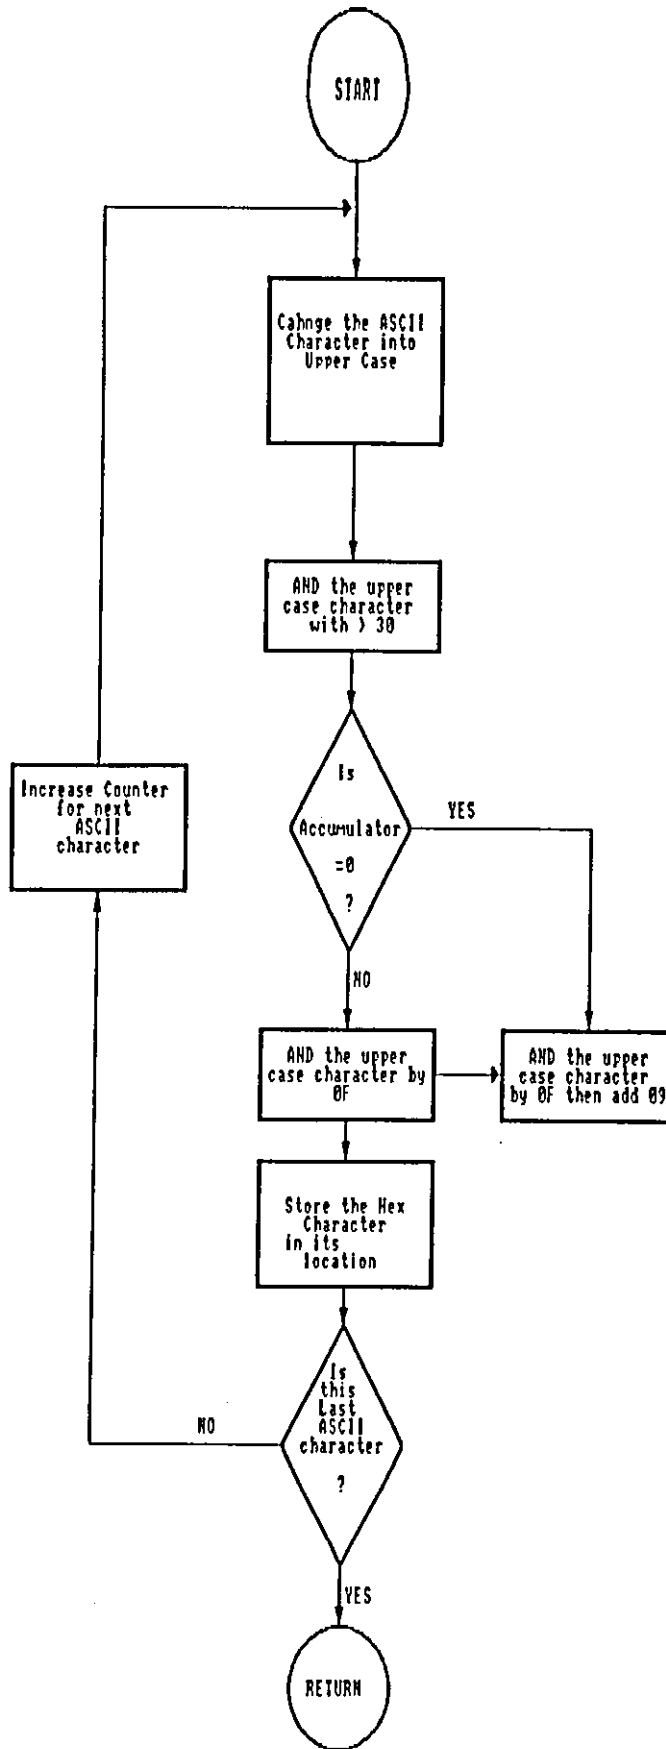 START
Cahnge the ASCII
Character into
Upper Case
AND the upper
case character
with > 30
Is
Accumulator
=0
?
YES
NO
Increase Counter
for next
ASCII
character
AND the upper
case character by
0F
AND the upper
case character
by 0F then add 09
Store the Hex
Character
in its
location
Is
this
Last
ASCII
character
?
NO
YES
RETURN